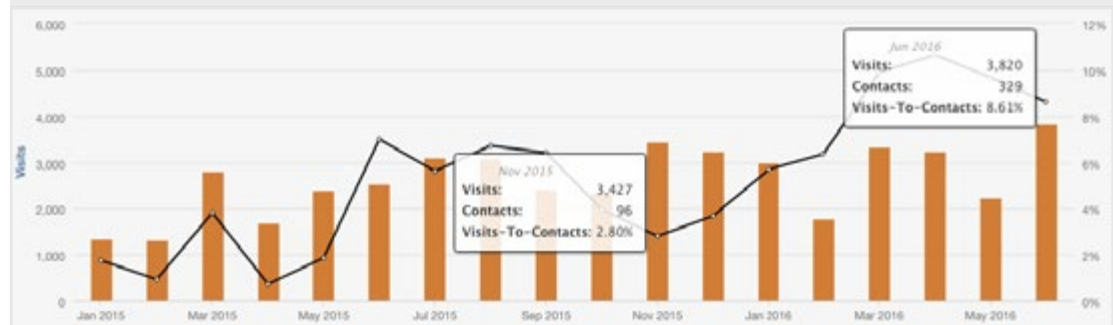 6,000
12%
Jun 2016
Visits: 3,820
Contacts: 329
Visits-To-Contacts: 8.61%
5,000
10%
4,000
8%
Visits
3,000
6%
Nov 2015
Visits: 3,427
Contacts: 96
Visits-To-Contacts: 2.80%
2,000
4%
1,000
2%
0
0%
Jan 2015 Mar 2015 May 2015 Jul 2015 Sep 2015 Nov 2015 Jan 2016 Mar 2016 May 2016